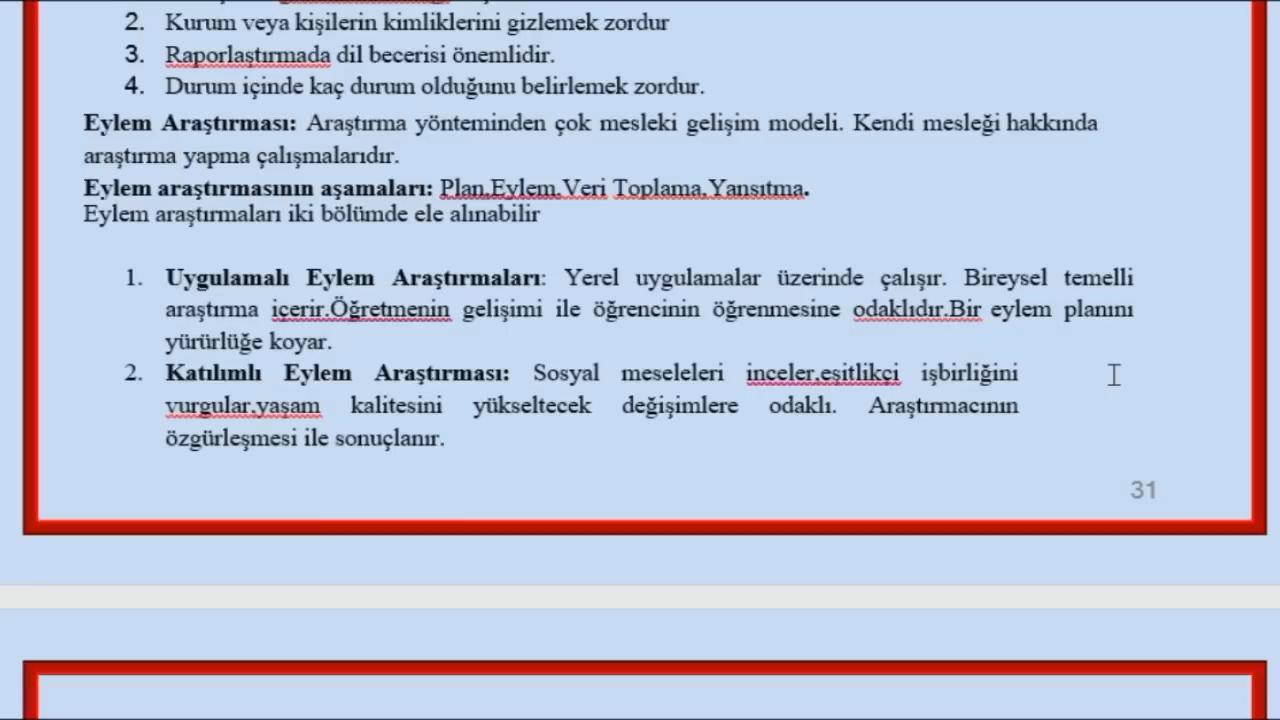 2. Kurum veya kişilerin kimliklerini gizlemek zordur
3. Raporlaştırmada dil becerisi önemlidir.
4. Durum içinde kaç durum olduğunu belirlemek zordur.
Eylem Araştırması: Araştırma yönteminden çok mesleki gelişim modeli. Kendi mesleği hakkında
araştırma yapma çalışmalarıdır.
Eylem araştırmasının aşamaları: Plan,Eylem,Veri Toplama,Yansıtma.
Eylem araştırmaları iki bölümde ele alınabilir
1. Uygulamalı Eylem Araştırmaları: Yerel uygulamalar üzerinde çalışır. Bireysel temelli
araştırma içerir.Öğretmenin gelişimi ile öğrencinin öğrenmesine odaklıdır.Bir eylem planını
yürürlüğe koyar.
2. Katılımlı Eylem Araştırması: Sosyal meseleleri inceler,eşitlikçi işbirliğini
vurgular,yaşam kalitesini yükseltecek değişimlere odaklı. Araştırmacının
özgürleşmesi ile sonuçlanır.
31